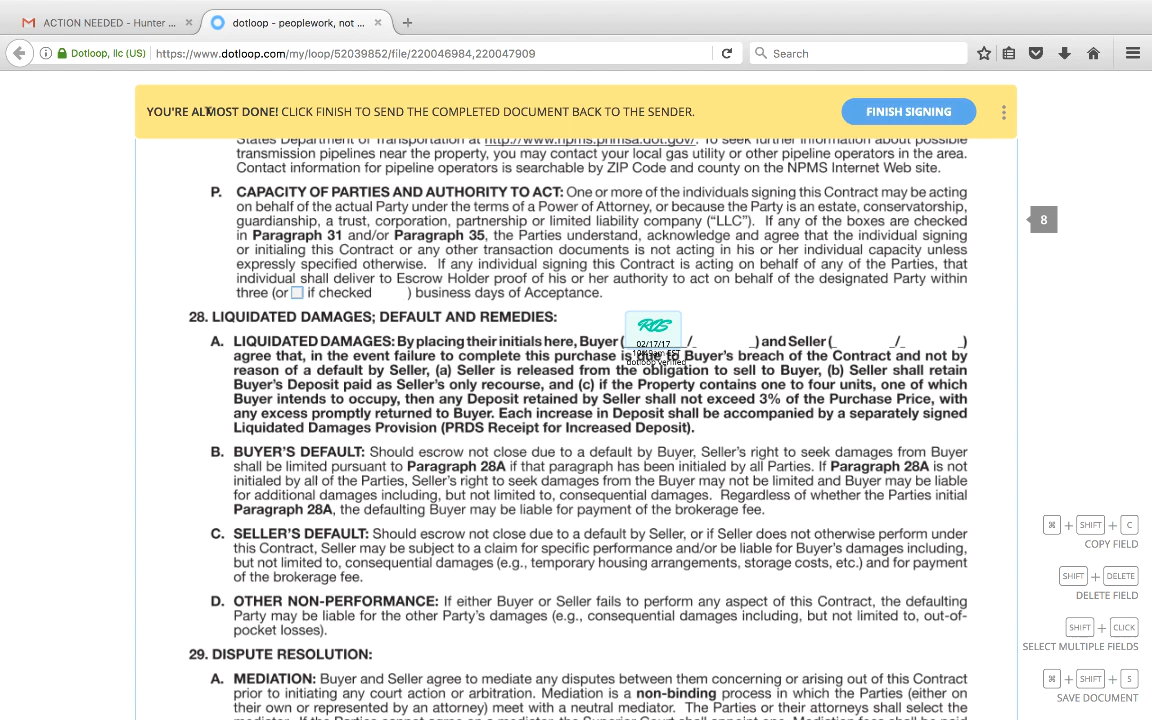 ACTION NEEDED - Hunter ...
dotloop - peoplework, not ...
Dotloop, llc (US)
https://www.dotloop.com/my/loop/52039852/file/220046984,220047909
Search
YOU'RE ALMOST DONE! CLICK FINISH TO SEND THE COMPLETED DOCUMENT BACK TO THE SENDER.
FINISH SIGNING
States Department of Transportation at http://www.npms.phmsa.dot.gov/. To seek further information about possible
transmission pipelines near the property, you may contact your local gas utility or other pipeline operators in the area.
Contact information for pipeline operators is searchable by ZIP Code and county on the NPMS Internet Web site.
P. CAPACITY OF PARTIES AND AUTHORITY TO ACT: One or more of the individuals signing this Contract may be acting
on behalf of the actual Party under the terms of a Power of Attorney, or because the Party is an estate, conservatorship,
guardianship, a trust, corporation, partnership or limited liability company (“LLC”). If any of the boxes are checked
in Paragraph 31 and/or Paragraph 35, the Parties understand, acknowledge and agree that the individual signing
or initialing this Contract or any other transaction documents is not acting in his or her individual capacity unless
expressly specified otherwise. If any individual signing this Contract is acting on behalf of any of the Parties, that
individual shall deliver to Escrow Holder proof of his or her authority to act on behalf of the designated Party within
three (or if checked ) business days of Acceptance.
8
28. LIQUIDATED DAMAGES; DEFAULT AND REMEDIES:
RCS
A. LIQUIDATED DAMAGES: By placing their initials here, Buyer ( /_ _) and Seller (_ _/_ _)
02/17/17
agree that, in the event failure to complete this purchase is due to Buyer's breach of the Contract and not by
dotloop verified
reason of a default by Seller, (a) Seller is released from the obligation to sell to Buyer, (b) Seller shall retain
Buyer's Deposit paid as Seller's only recourse, and (c) if the Property contains one to four units, one of which
Buyer intends to occupy, then any Deposit retained by Seller shall not exceed 3% of the Purchase Price, with
any excess promptly returned to Buyer. Each increase in Deposit shall be accompanied by a separately signed
Liquidated Damages Provision (PRDS Receipt for Increased Deposit).
B. BUYER'S DEFAULT: Should escrow not close due to a default by Buyer, Seller's right to seek damages from Buyer
shall be limited pursuant to Paragraph 28A if that paragraph has been initialed by all Parties. If Paragraph 28A is not
initialed by all of the Parties, Seller's right to seek damages from the Buyer may not be limited and Buyer may be liable
for additional damages including, but not limited to, consequential damages. Regardless of whether the Parties initial
Paragraph 28A, the defaulting Buyer may be liable for payment of the brokerage fee.
C. SELLER'S DEFAULT: Should escrow not close due to a default by Seller, or if Seller does not otherwise perform under
this Contract, Seller may be subject to a claim for specific performance and/or be liable for Buyer's damages including,
but not limited to, consequential damages (e.g., temporary housing arrangements, storage costs, etc.) and for payment
of the brokerage fee.
D. OTHER NON-PERFORMANCE: If either Buyer or Seller fails to perform any aspect of this Contract, the defaulting
Party may be liable for the other Party's damages (e.g., consequential damages including, but not limited to, out-of-
pocket losses).
29. DISPUTE RESOLUTION:
A. MEDIATION: Buyer and Seller agree to mediate any disputes between them concerning or arising out of this Contract
prior to initiating any court action or arbitration. Mediation is a non-binding process in which the Parties (either on
their own or represented by an attorney) meet with a neutral mediator. The Parties or their attorneys shall select the
⌘ + SHIFT + C
COPY FIELD
SHIFT + DELETE
DELETE FIELD
SHIFT + CLICK
SELECT MULTIPLE FIELDS
⌘ + SHIFT + S
SAVE DOCUMENT